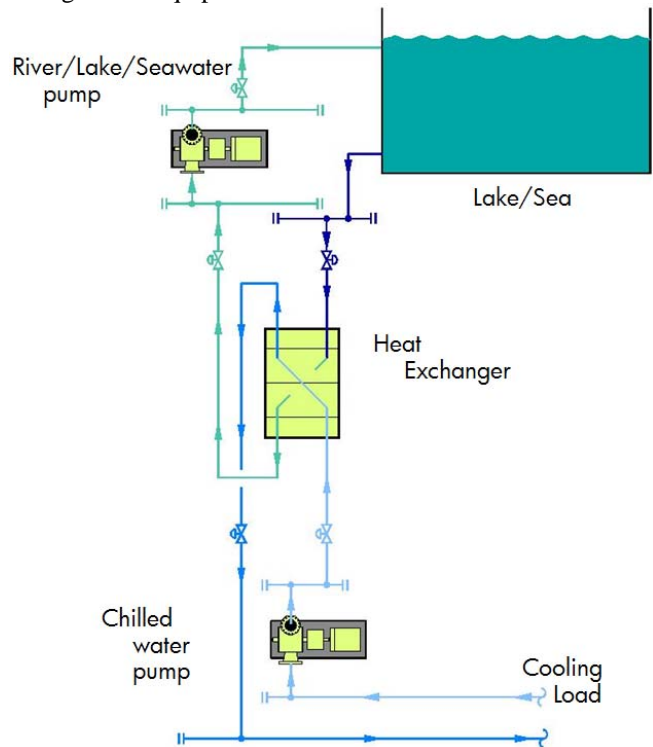 River/Lake/Seawater
pump
Lake/Sea
Heat
Exchanger
Chilled
water
pump
Cooling
Load